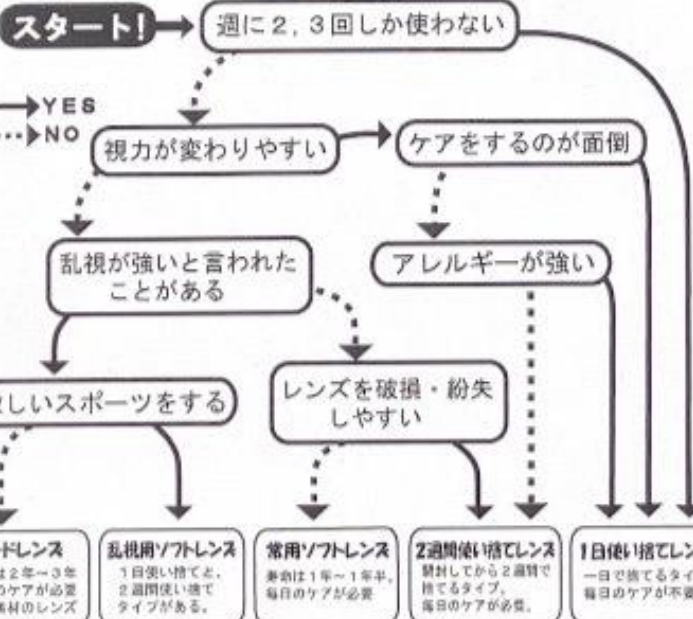 スタート!
週に2,3回しか使わない
YES
NO
視力が変わりやすい
ケアをするのが面倒
乱視が強いと言われた
ことがある
アレルギーが強い
しいスポーツをする
レンズを破損・紛失
しやすい
ドレンズ
は2年〜3年
のケアが必要
素材のレンズ
乱視用ソフトレンズ
1日使い捨てと、
2週間使い捨て
タイプがある。
常用ソフトレンズ
寿命は1年〜1年半。
毎日のケアが必要
2週間使い捨てレンズ
開封してから2週間で
捨てるタイプ。
毎日のケアが必要。
1日使い捨てレン
一日で捨てるタイ
毎日のケアが不要